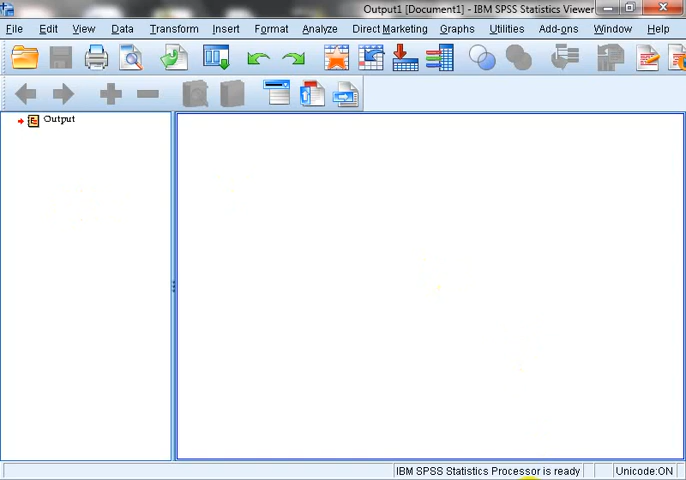 Output1 [Document1] - IBM SPSS Statistics Viewer
File Edit View Data Transform Insert Format Analyze Direct Marketing Graphs Utilities Add-ons Window Help
Output
IBM SPSS Statistics Processor is ready Unicode:ON